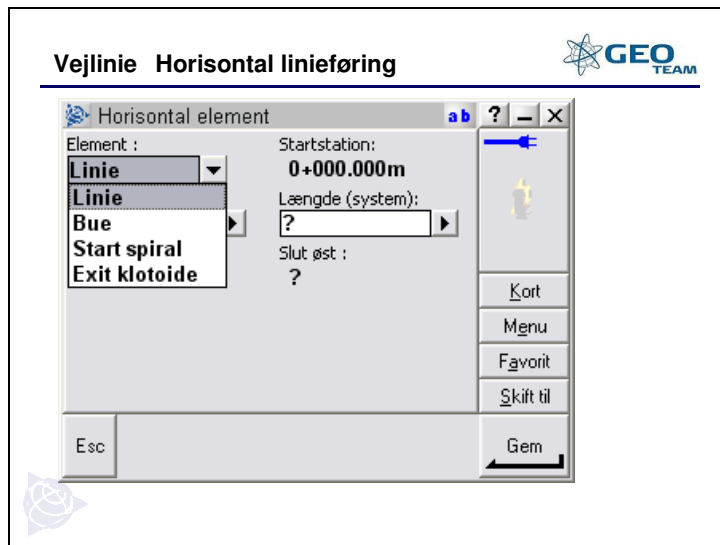 Vejlinie Horisontal linieføring
GEO
TEAM
Horisontal element
ab
?
Element :
Startstation:
Linie
0+000.000m
Linie
Længde (system):
Bue
?
Start spiral
Slut øst :
Exit klotoide
?
Kort
Menu
Favorit
Skift til
Esc
Gem